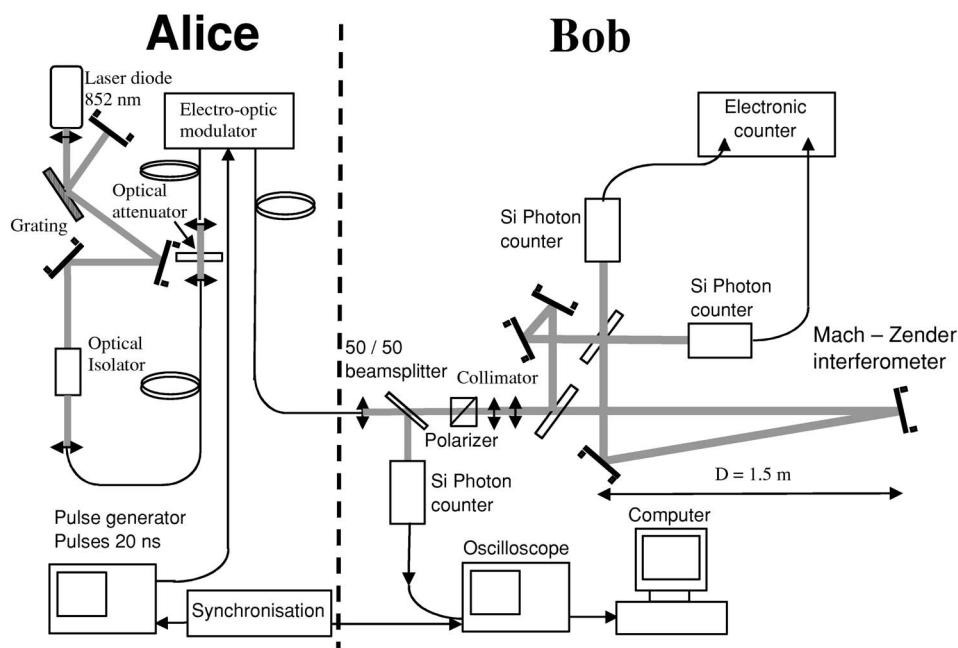 Alice
Bob
Laser diode
852 nm
Electro-optic
modulator
Electronic
counter
Optical
attenuator
Grating
Si Photon
counter
Si Photon
counter
Mach – Zender
interferometer
Optical
Isolator
50 / 50
beamsplitter
Collimator
Polarizer
D = 1.5 m
Si Photon
counter
Pulse generator
Pulses 20 ns
Computer
Oscilloscope
Synchronisation